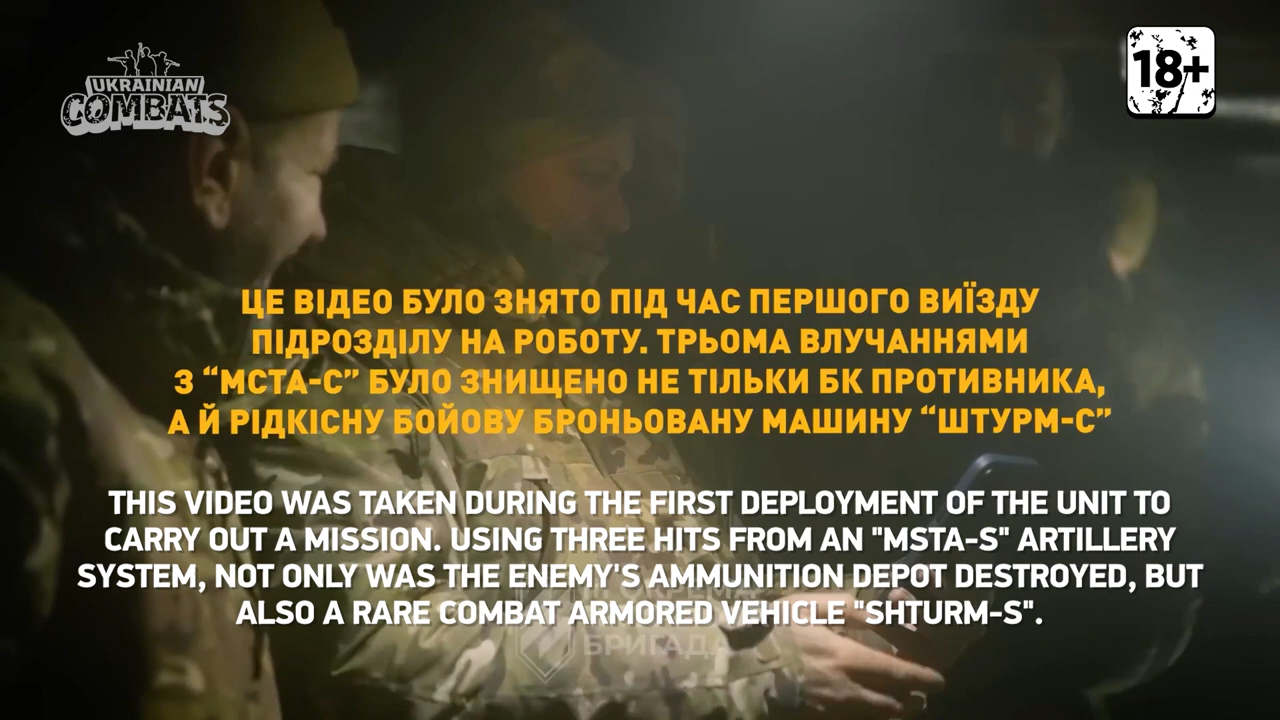 UKRAINIAN
COMBATS
18+
ЦЕ ВІДЕО БУЛО ЗНЯТО ПІД ЧАС ПЕРШОГО ВИЇЗДУ
ПІДРОЗДІЛУ НА РОБОТУ. ТРЬОМА ВЛУЧАННЯМИ
З “МСТА-С” БУЛО ЗНИЩЕНО НЕ ТІЛЬКИ БК ПРОТИВНИКА,
А Й РІДКІСНУ БОЙОВУ БРОНЬОВАНУ МАШИНУ “ШТУРМ-С”
THIS VIDEO WAS TAKEN DURING THE FIRST DEPLOYMENT OF THE UNIT TO
CARRY OUT A MISSION. USING THREE HITS FROM AN "MSTA-S" ARTILLERY
SYSTEM, NOT ONLY WAS THE ENEMY'S AMMUNITION DEPOT DESTROYED, BUT
ALSO A RARE COMBAT ARMORED VEHICLE "SHTURM-S".
БРИГАДА